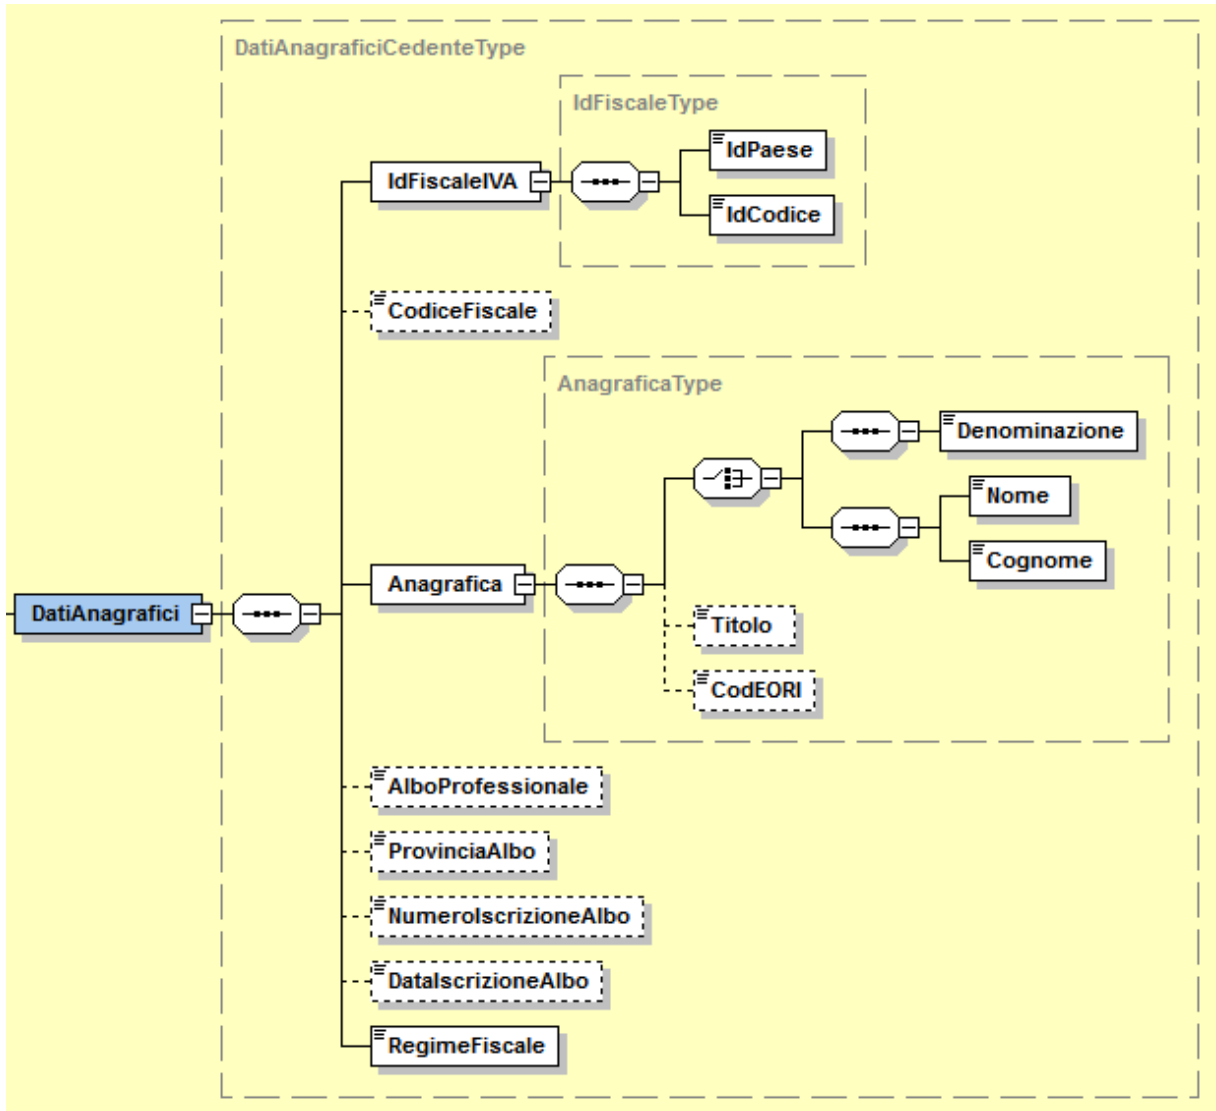 DatiAnagraficiCedenteType
IdFiscaleType
IdPaese
IdFiscaleIVA
IdCodice
CodiceFiscale
AnagraficaType
Denominazione
Nome
Cognome
Anagrafica
DatiAnagrafici
Titolo
CodEORI
AlboProfessionale
ProvinciaAlbo
NumeroIscrizioneAlbo
DataIscrizioneAlbo
RegimeFiscale